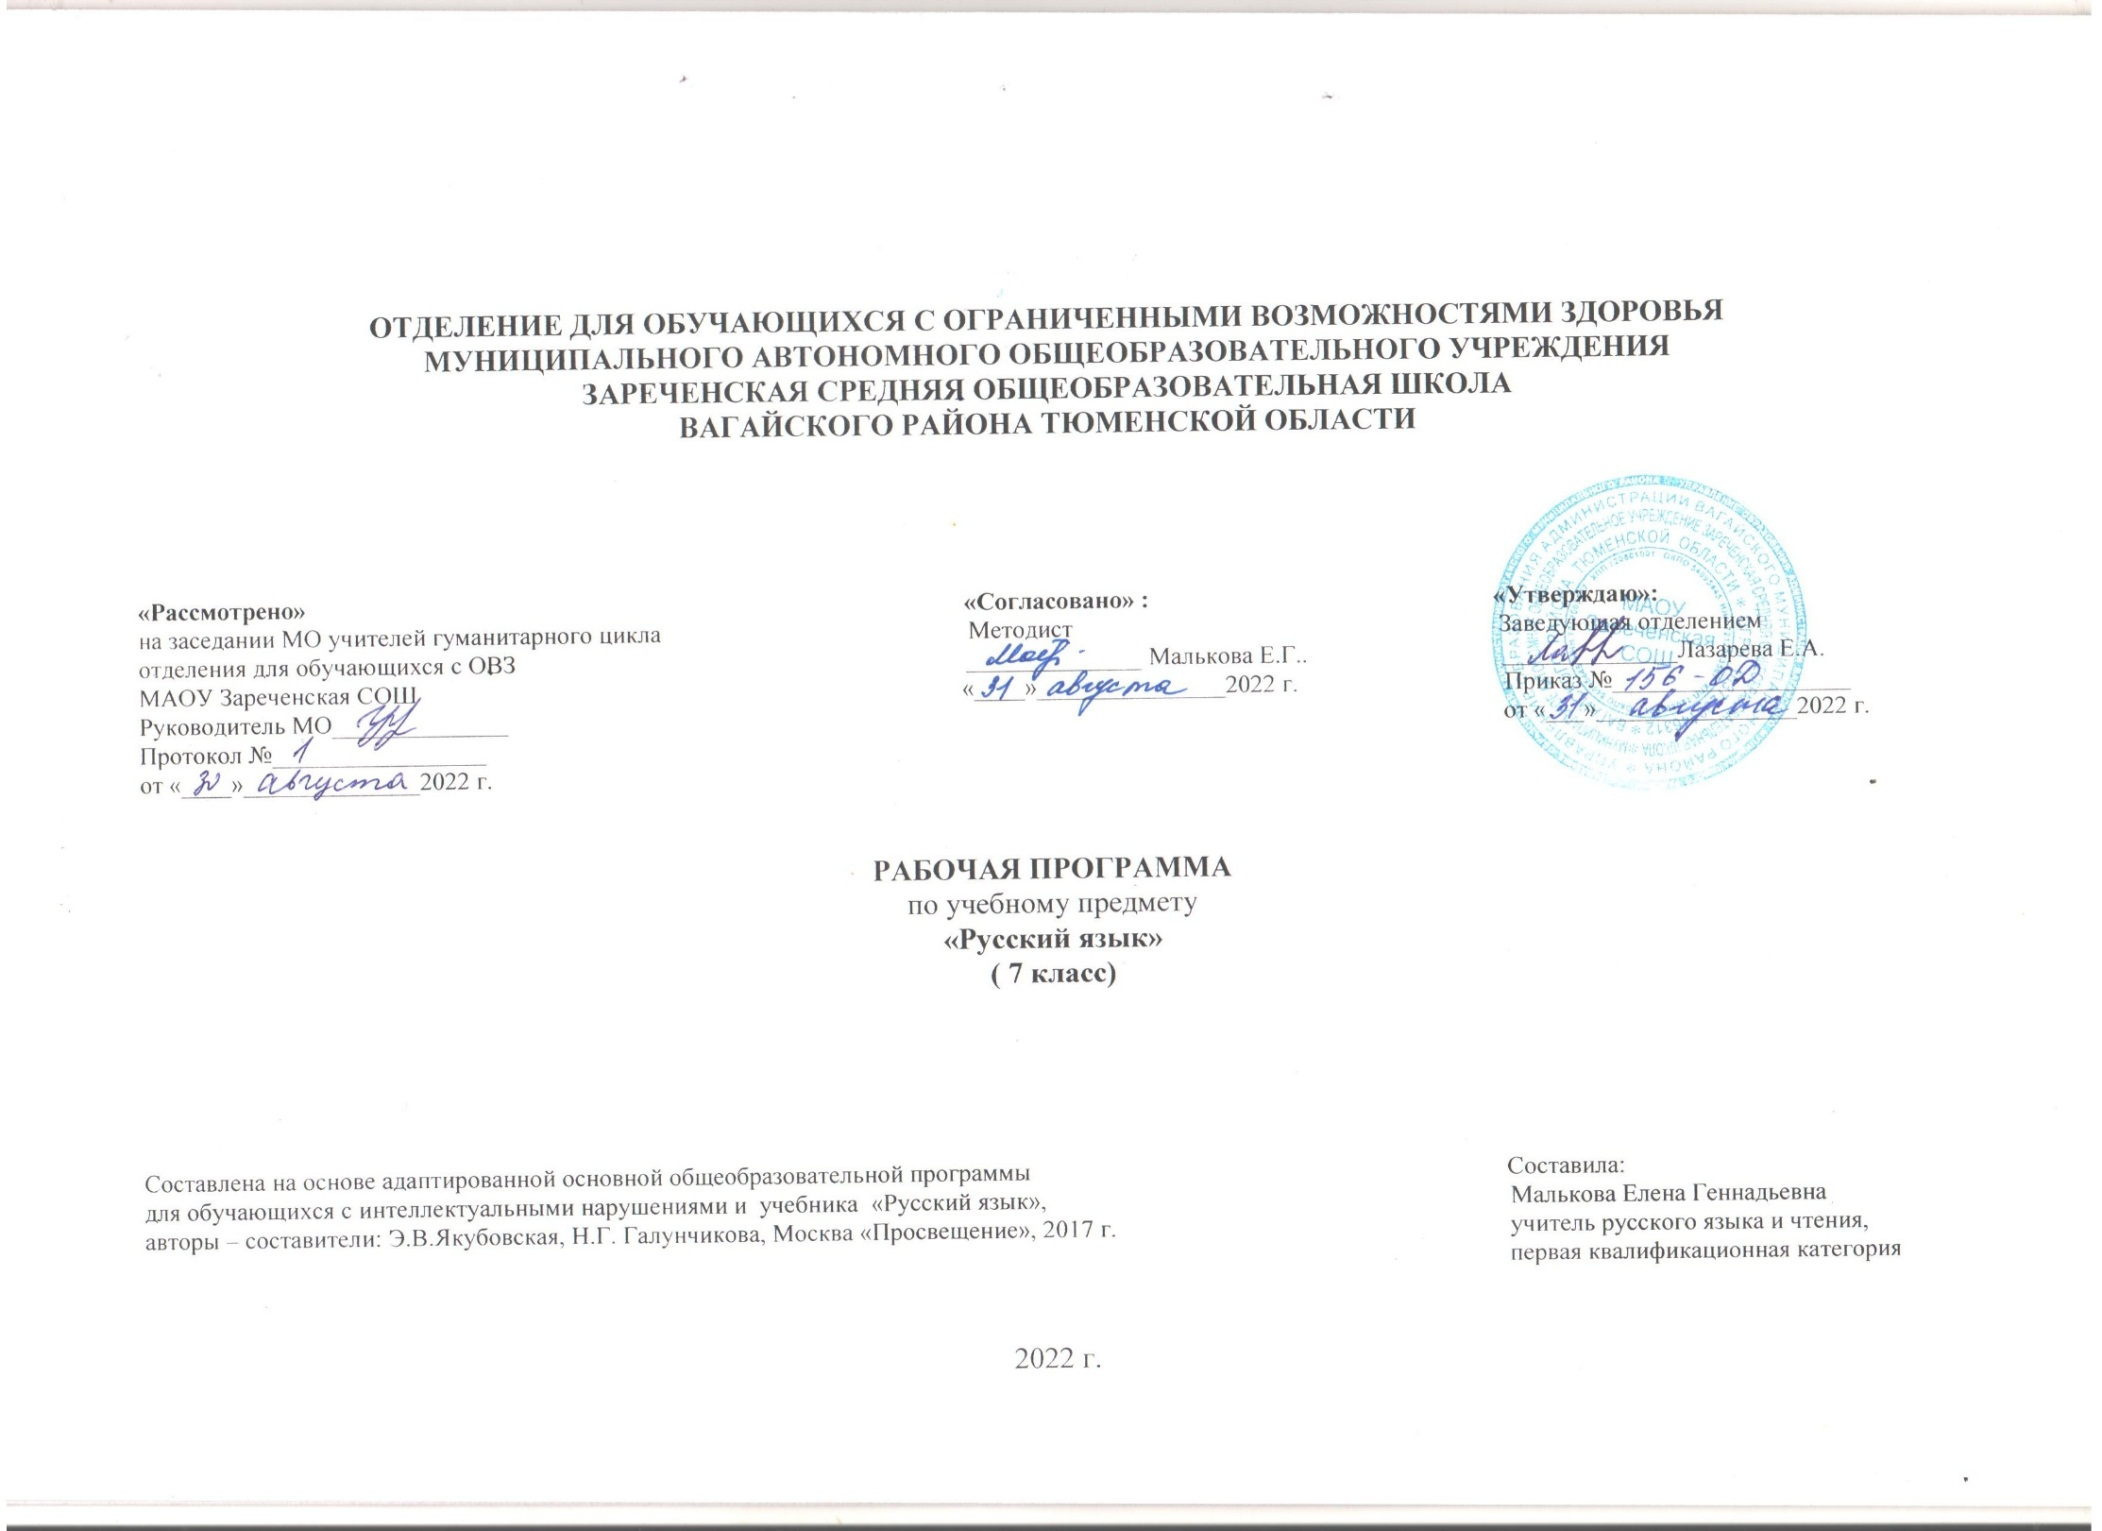 ОТДЕЛЕНИЕ ДЛЯ ОБУЧАЮЩИХСЯ С ОГРАНИЧЕННЫМИ ВОЗМОЖНОСТЯМИ ЗДОРОВЬЯ
МУНИЦИПАЛЬНОГО АВТОНОМНОГО ОБЩЕОБРАЗОВАТЕЛЬНОГО УЧРЕЖДЕНИЯ
ЗАРЕЧЕНСКАЯ СРЕДНЯЯ ОБЩЕОБРАЗОВАТЕЛЬНАЯ ШКОЛА
ВАГАЙСКОГО РАЙОНА ТЮМЕНСКОЙ ОБЛАСТИ
«Рассмотрено»
на заседании МО учителей гуманитарного цикла
отделения для обучающихся с ОВЗ
МАОУ Зареченская СОШ
Руководитель МО
Протокол № 1
от «30» августа 2022 г.
«Согласовано» :
Методист
Малькова Е.Г..
«31» августа 2022 г.
«Утверждаю»:
Заведующая отделением
Лазарева Е.А.
Приказ № 156 - ОД
от «31» августа 2022 г.
МАОУ
Зареченская
СОШ
РАБОЧАЯ ПРОГРАММА
по учебному предмету
«Русский язык»
( 7 класс)
Составлена на основе адаптированной основной общеобразовательной программы
для обучающихся с интеллектуальными нарушениями и учебника «Русский язык»,
авторы – составители: Э.В.Якубовская, Н.Г. Галунчикова, Москва «Просвещение», 2017 г.
Составила:
Малькова Елена Геннадьевна
учитель русского языка и чтения,
первая квалификационная категория
2022 г.